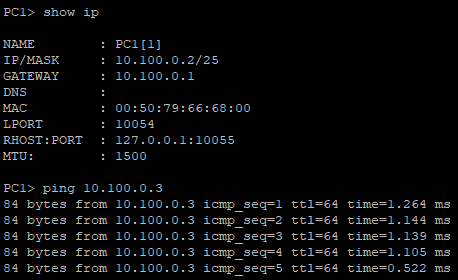 PC1> show ip
NAME        : PC1[1]
IP/MASK     : 10.100.0.2/25
GATEWAY     : 10.100.0.1
DNS         :
MAC         : 00:50:79:66:68:00
LPORT       : 10054
RHOST:PORT  : 127.0.0.1:10055
MTU:        : 1500
PC1> ping 10.100.0.3
84 bytes from 10.100.0.3 icmp_seq=1 ttl=64 time=1.264 ms
84 bytes from 10.100.0.3 icmp_seq=2 ttl=64 time=1.144 ms
84 bytes from 10.100.0.3 icmp_seq=3 ttl=64 time=1.139 ms
84 bytes from 10.100.0.3 icmp_seq=4 ttl=64 time=1.105 ms
84 bytes from 10.100.0.3 icmp_seq=5 ttl=64 time=0.522 ms